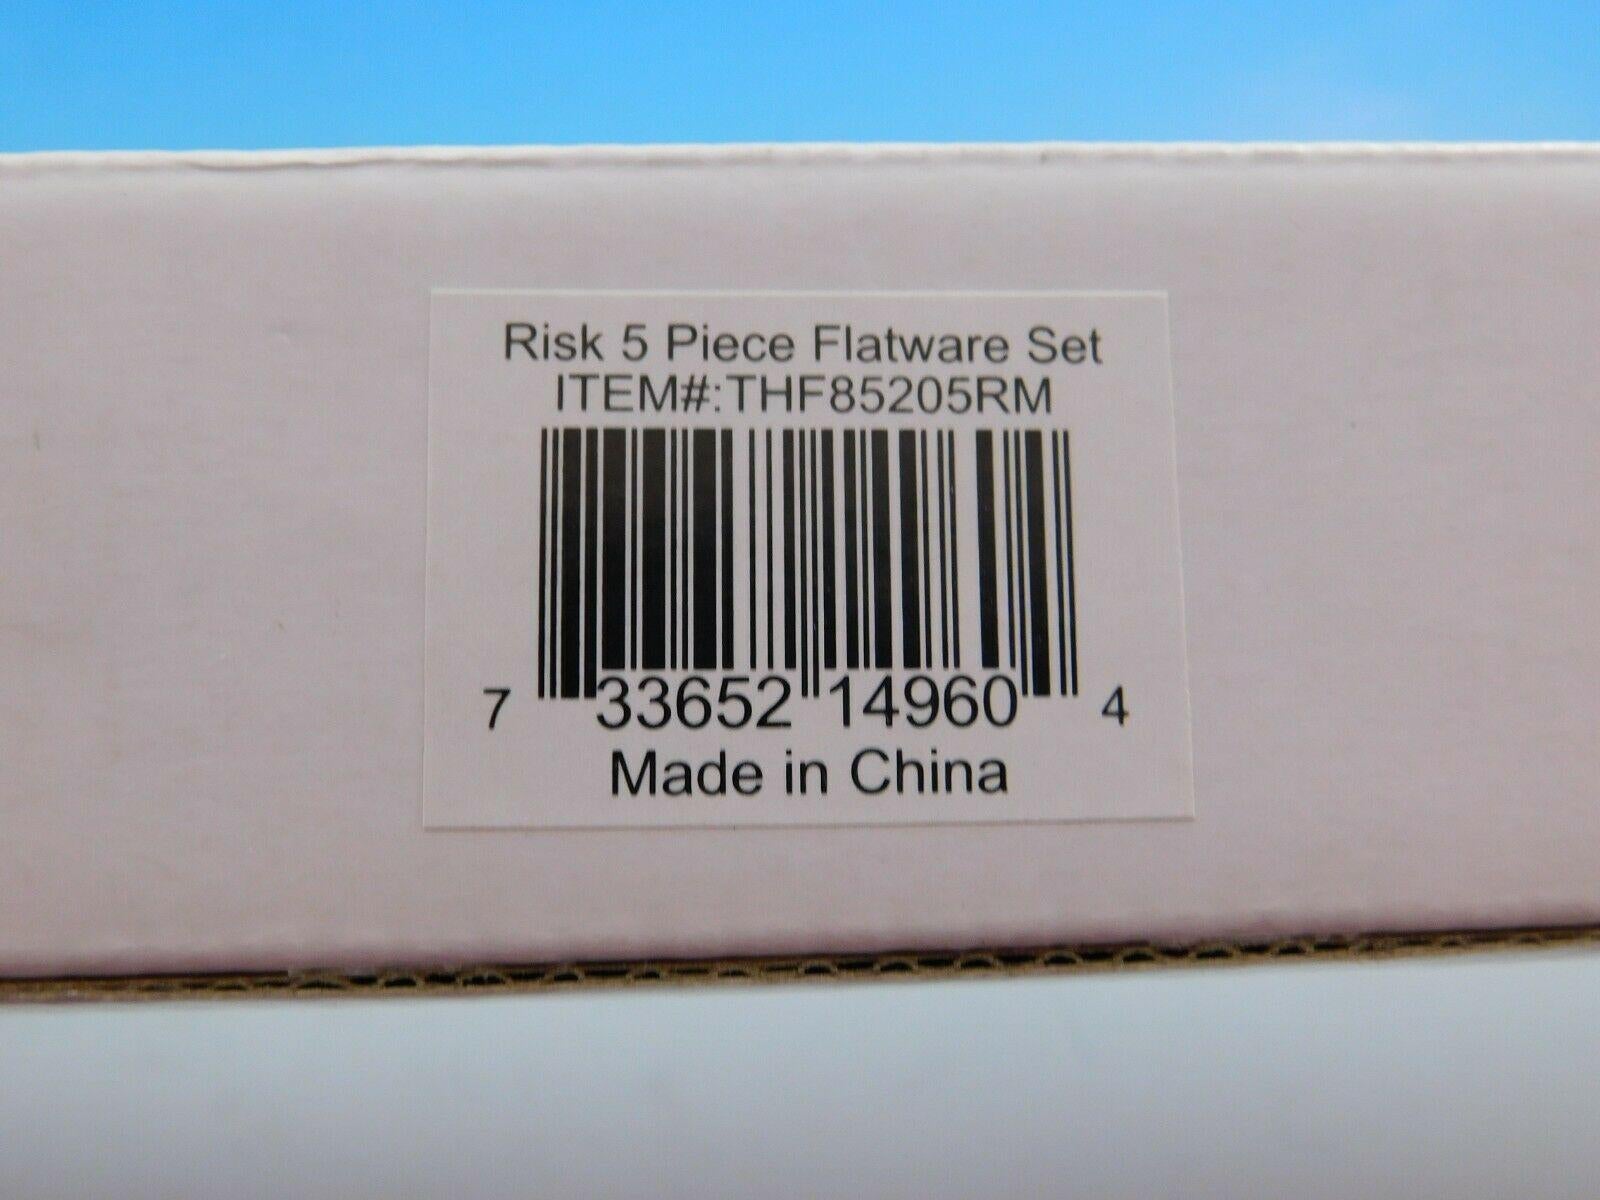 Risk 5 Piece Flatware Set
ITEM#:THF85205RM
7 33652 14960 4
Made in China